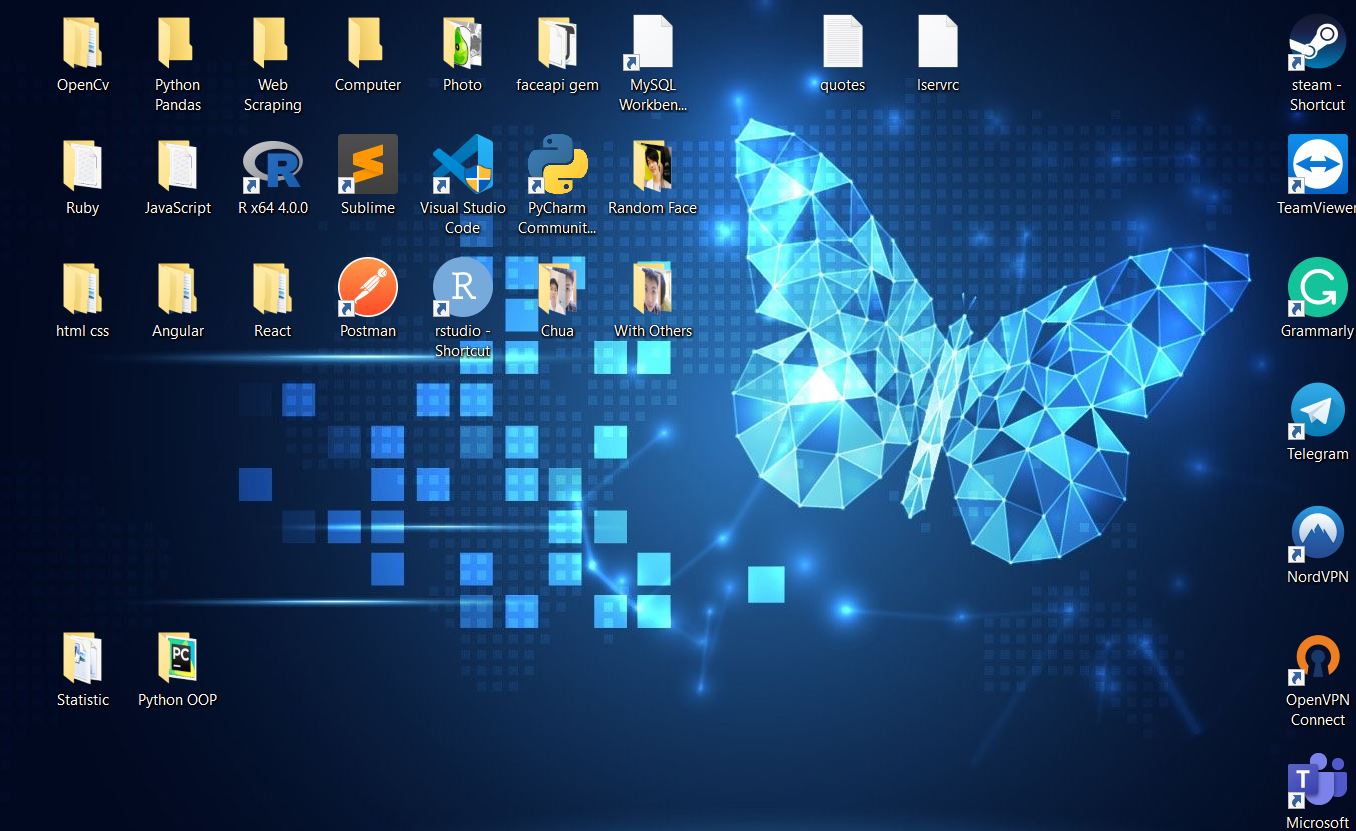 OpenCv
Python
Pandas
Web
Scraping
Computer
Photo
faceapi gem
MySQL
Workben...
quotes
lservrc
steam -
Shortcut
Ruby
JavaScript
R x64 4.0.0
Sublime
Visual Studio
Code
PyCharm
Communit...
Random Face
TeamViewer
html css
Angular
React
Postman
R
rstudio -
Shortcut
Chua
With Others
Grammarly
Telegram
NordVPN
PC
Statistic
Python OOP
OpenVPN
Connect
T
Microsoft